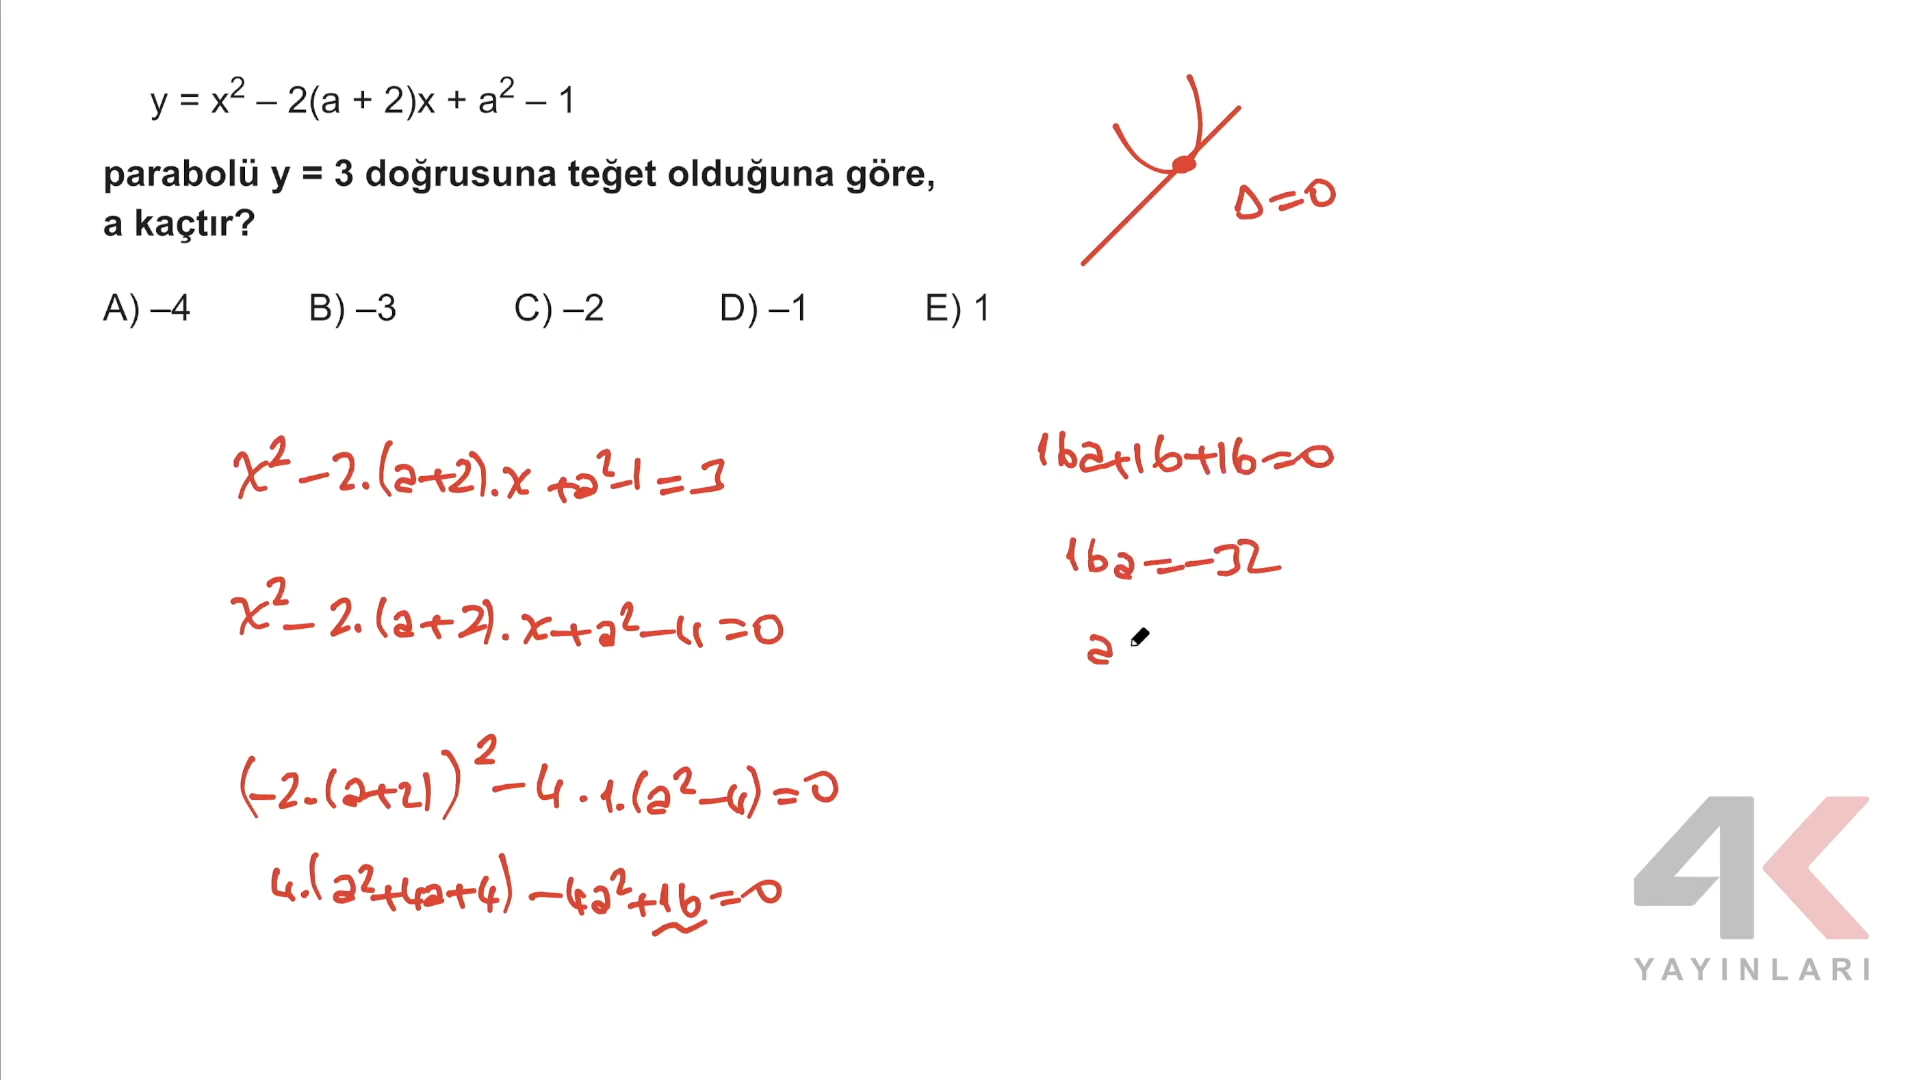 y = x² – 2(a + 2)x + a² – 1
parabolü y = 3 doğrusuna teğet olduğuna göre,
a kaçtır?
A) –4 B) –3 C) –2 D) –1 E) 1
Δ=0
x²-2.(a+2).x+a²-1=3
x²-2.(a+2).x+a²-4=0
(-2.(a+2))²-4.1.(a²-4)=0
4.(a²+4a+4)-4a²+16=0
16a+16+16=0
16a=-32
a
4K
YAYINLARI